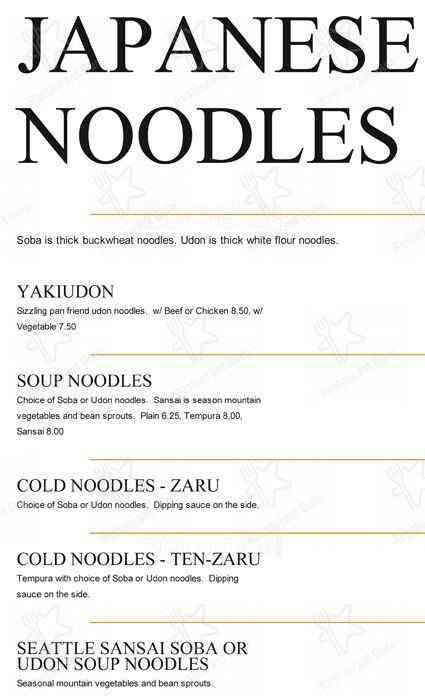 JAPANESE
NOODLES
Soba is thick buckwheat noodles. Udon is thick white flour noodles.
YAKIUDON
Sizzling pan friend udon noodles. w/ Beef or Chicken 8.50, w/
Vegetable 7.50
SOUP NOODLES
Choice of Soba or Udon noodles. Sansai is season mountain
vegetables and bean sprouts. Plain 6.25, Tempura 8.00,
Sansai 8.00
COLD NOODLES - ZARU
Choice of Soba or Udon noodles. Dipping sauce on the side.
COLD NOODLES - TEN-ZARU
Tempura with choice of Soba or Udon noodles. Dipping
sauce on the side.
SEATTLE SANSAI SOBA OR
UDON SOUP NOODLES
Seasonal mountain vegetables and bean sprouts.
Restaurant Guru